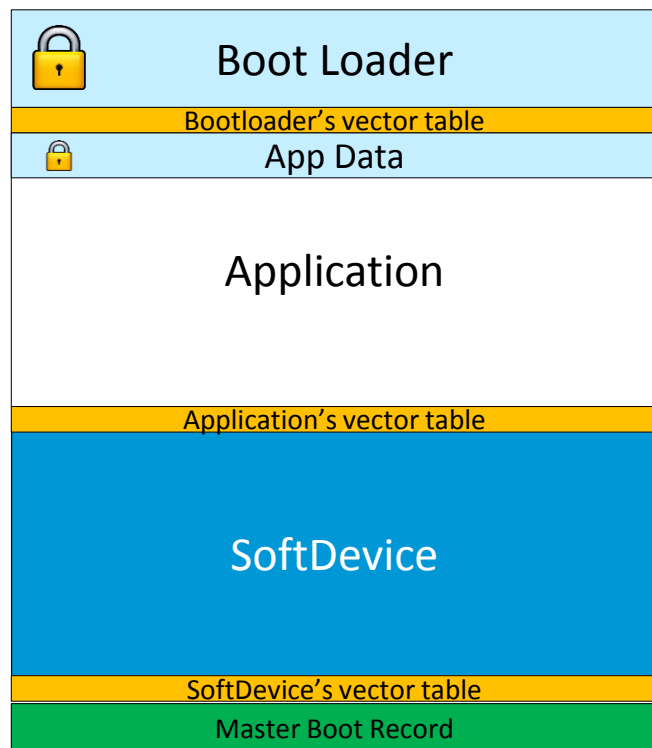 Boot Loader
Bootloader's vector table
App Data
Application
Application's vector table
SoftDevice
SoftDevice's vector table
Master Boot Record